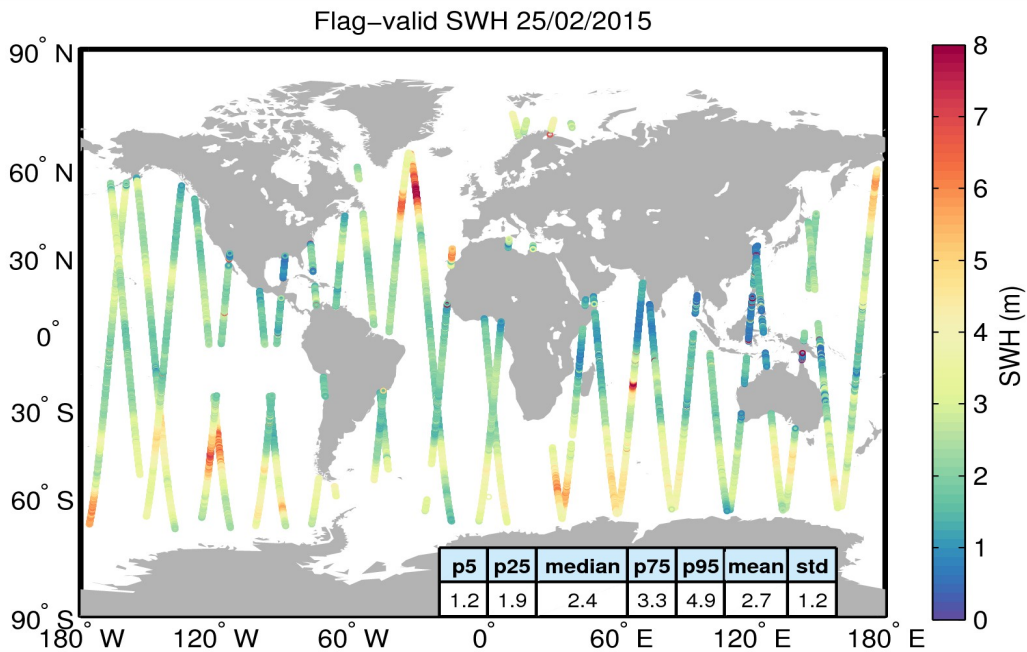 Flag−valid SWH 25/02/2015
90° N
60° N
30° N
0°
30° S
60° S
90° S
180° W
120° W
60° W
0°
60° E
120° E
180° E
p5 p25 median p75 p95 mean std
1.2 1.9 2.4 3.3 4.9 2.7 1.2
8
7
6
5
4
3
2
1
0
SWH (m)